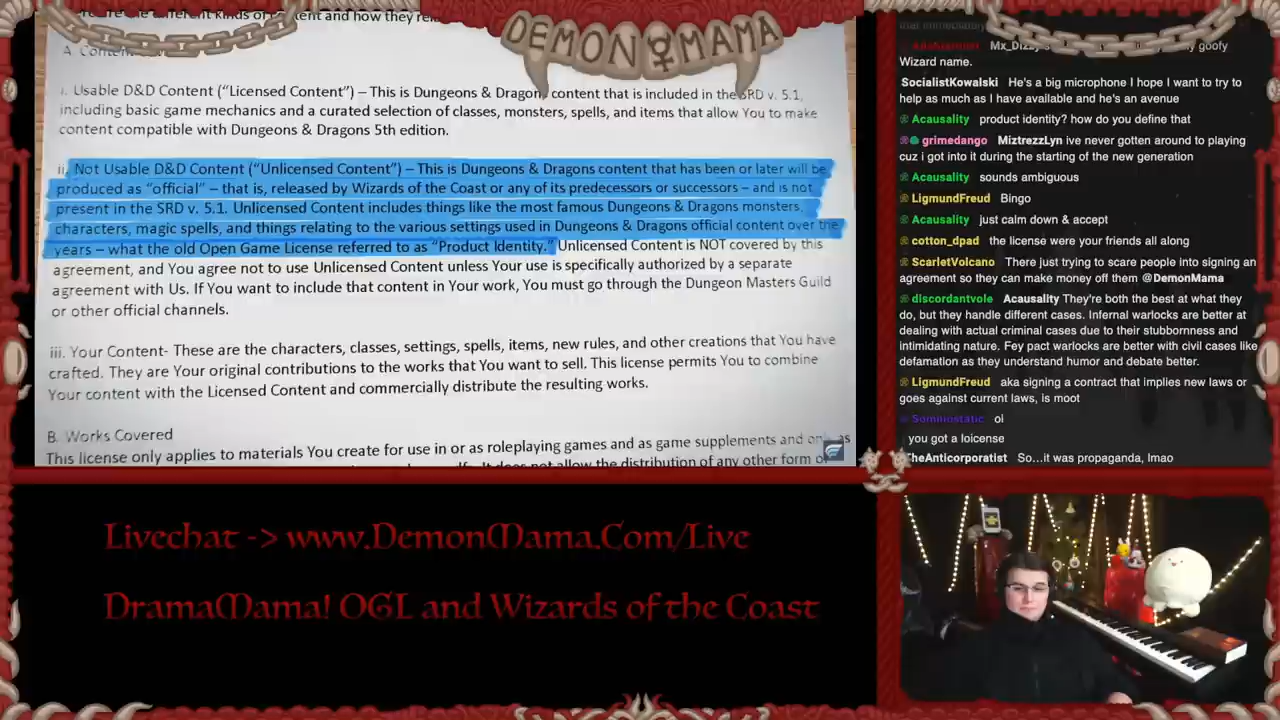 DEMON MAMA
A. Content
i. Usable D&D Content (“Licensed Content”) – This is Dungeons & Dragons content that is included in the SRD v. 5.1,
including basic game mechanics and a curated selection of classes, monsters, spells, and items that allow You to make
content compatible with Dungeons & Dragons 5th edition.
ii. Not Usable D&D Content (“Unlicensed Content”) – This is Dungeons & Dragons content that has been or later will be
produced as “official” – that is, released by Wizards of the Coast or any of its predecessors or successors – and is not
present in the SRD v. 5.1. Unlicensed Content includes things like the most famous Dungeons & Dragons monsters,
characters, magic spells, and things relating to the various settings used in Dungeons & Dragons official content over the
years – what the old Open Game License referred to as “Product Identity.” Unlicensed Content is NOT covered by this
agreement, and You agree not to use Unlicensed Content unless Your use is specifically authorized by a separate
agreement with Us. If You want to include that content in Your work, You must go through the Dungeon Masters Guild
or other official channels.
iii. Your Content- These are the characters, classes, settings, spells, items, new rules, and other creations that You have
crafted. They are Your original contributions to the works that You want to sell. This license permits You to combine
Your content with the Licensed Content and commercially distribute the resulting works.
B. Works Covered
This license only applies to materials You create for use in or as roleplaying games and as game supplements and only as
not allow the distribution of any other form of
goofy
Wizard name.
SocialistKowalski He's a big microphone I hope I want to try to
help as much as I have available and he's an avenue
Acausality product identity? how do you define that
grimedango MiztrezzLyn ive never gotten around to playing
cuz i got into it during the starting of the new generation
Acausality sounds ambiguous
LigmundFreud Bingo
Acausality just calm down & accept
cotton_dpad the license were your friends all along
ScarletVolcano There just trying to scare people into signing an
agreement so they can make money off them @DemonMama
discordantvole Acausality They're both the best at what they
do, but they handle different cases. Infernal warlocks are better at
dealing with actual criminal cases due to their stubbornness and
intimidating nature. Fey pact warlocks are better with civil cases like
defamation as they understand humor and debate better.
LigmundFreud aka signing a contract that implies new laws or
goes against current laws, is moot
Somniostatic oi
you got a loicense
TheAnticorporatist So...it was propaganda, lmao
Livechat -> www.DemonMama.Com/Live
DramaMama! OGL and Wizards of the Coast